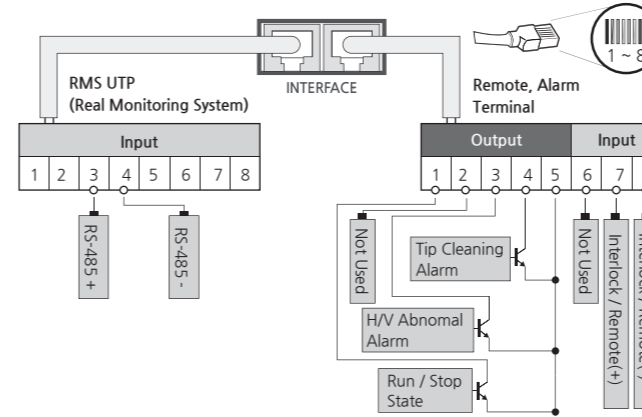 1 ~ 8
INTERFACE
RMS UTP
(Real Monitoring System)
Remote, Alarm
Terminal
Input
1 2 3 4 5 6 7 8
Output
Input
1 2 3 4 5 6 7
RS-485 +
RS-485 -
Not Used
Tip Cleaning
Alarm
H/V Abnomal
Alarm
Run / Stop
State
Not Used
Interlock / Remote(+)